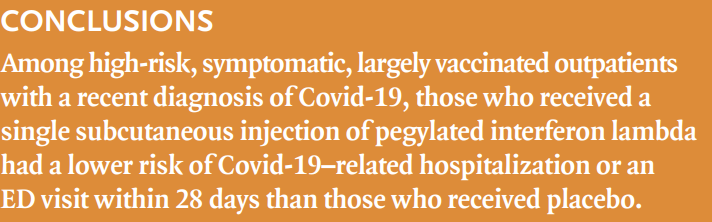 CONCLUSIONS
Among high-risk, symptomatic, largely vaccinated outpatients
with a recent diagnosis of Covid-19, those who received a
single subcutaneous injection of pegylated interferon lambda
had a lower risk of Covid-19–related hospitalization or an
ED visit within 28 days than those who received placebo.